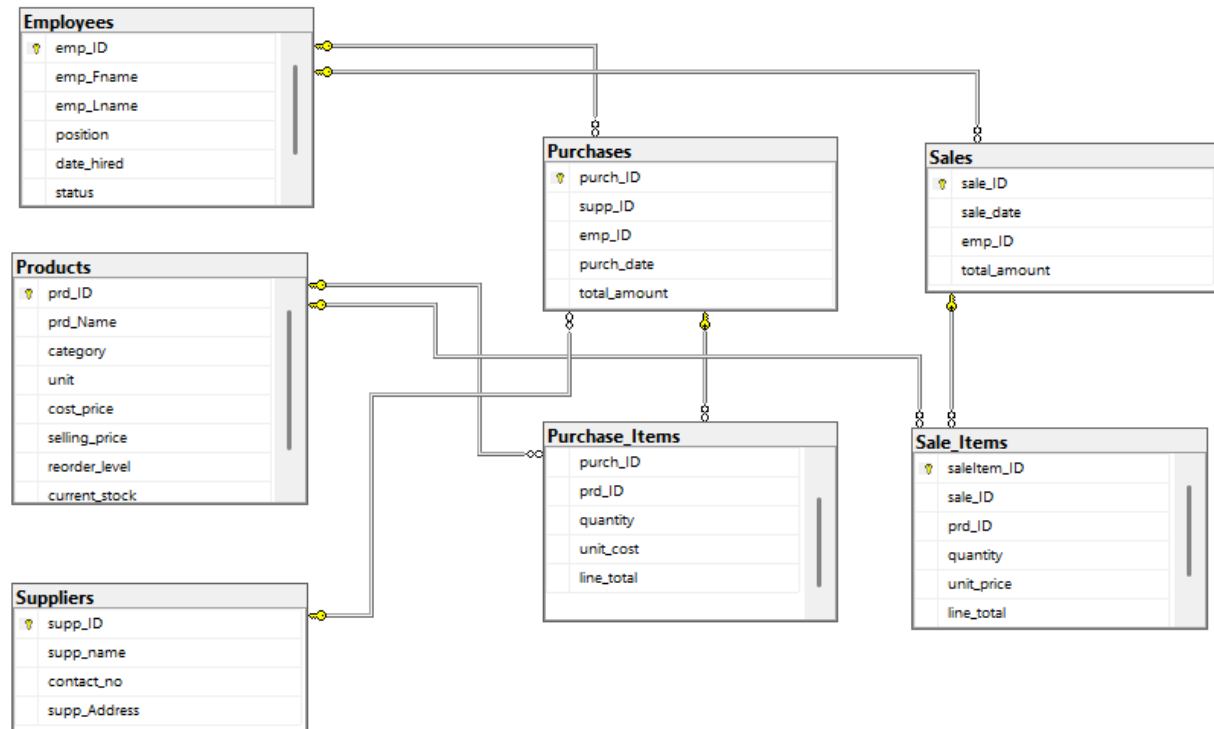 Employees
emp_ID
emp_Fname
emp_Lname
position
date_hired
status
Products
prd_ID
prd_Name
category
unit
cost_price
selling_price
reorder_level
current_stock
Suppliers
supp_ID
supp_name
contact_no
supp_Address
Purchases
purch_ID
supp_ID
emp_ID
purch_date
total_amount
Purchase_Items
purch_ID
prd_ID
quantity
unit_cost
line_total
Sales
sale_ID
sale_date
emp_ID
total_amount
Sale_Items
saleItem_ID
sale_ID
prd_ID
quantity
unit_price
line_total